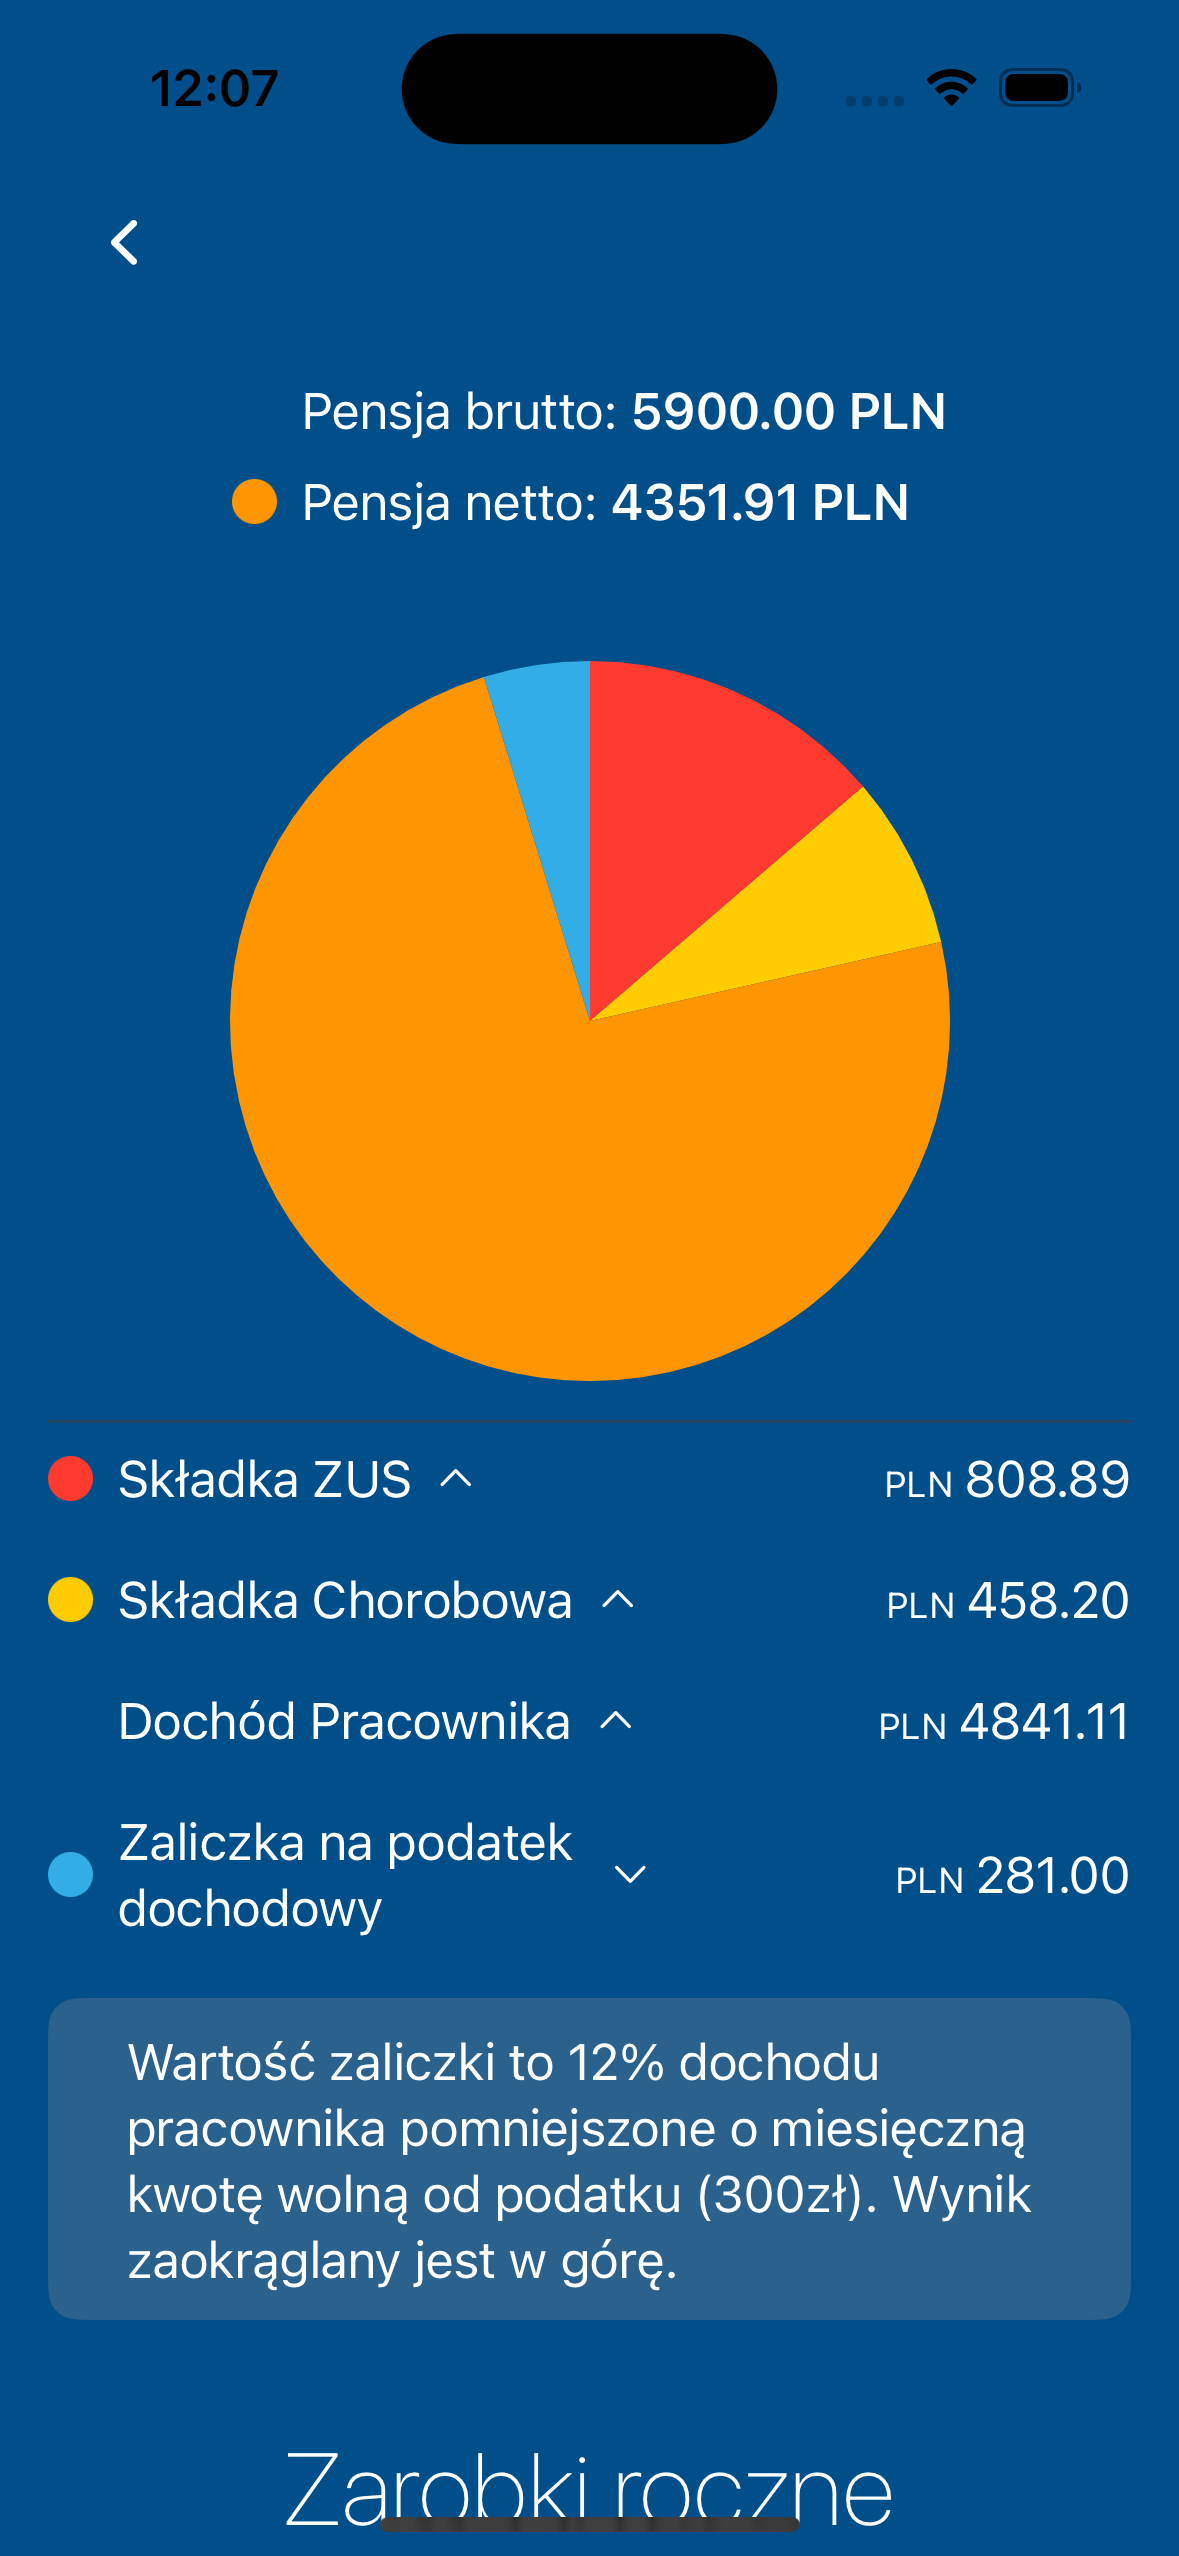 12:07
Pensja brutto: 5900.00 PLN
Pensja netto: 4351.91 PLN
Składka ZUS PLN 808.89
Składka Chorobowa PLN 458.20
Dochód Pracownika PLN 4841.11
Zaliczka na podatek
dochodowy
PLN 281.00
Wartość zaliczki to 12% dochodu
pracownika pomniejszone o miesięczną
kwotę wolną od podatku (300zł). Wynik
zaokrąglany jest w górę.
Zarobki roczne